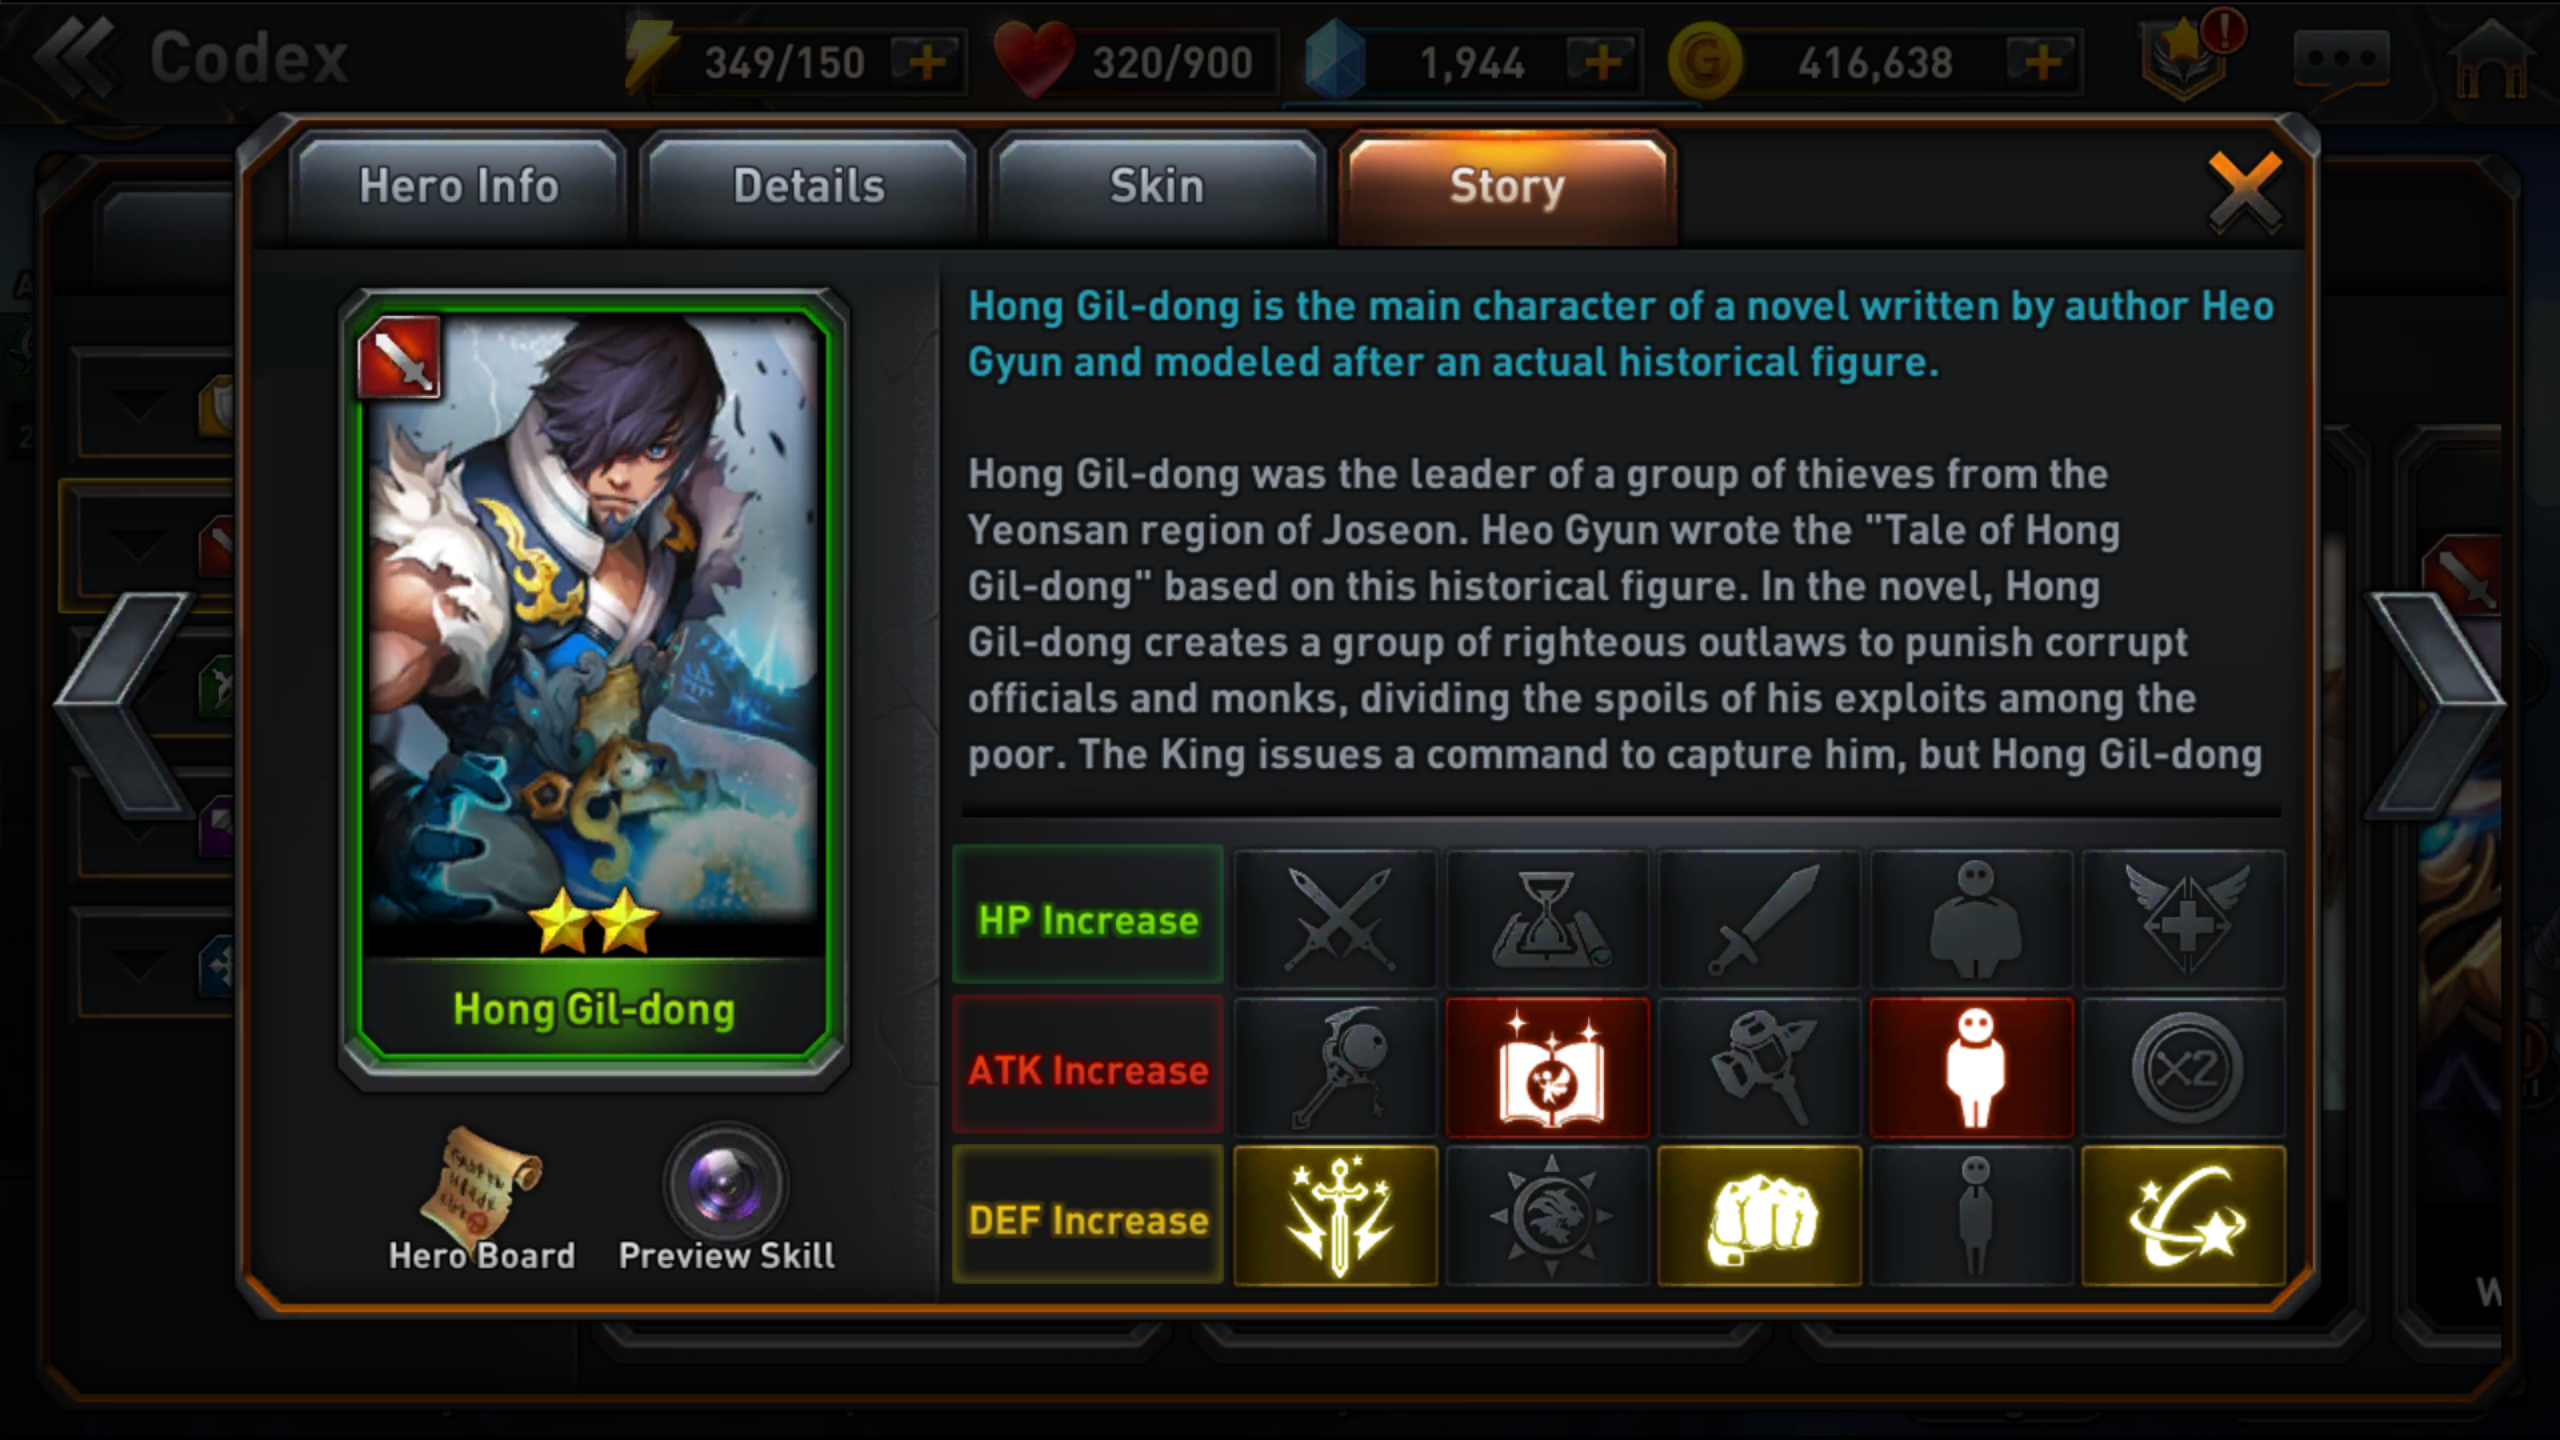 Codex
349/150
320/900
1,944
416,638
Hero Info
Details
Skin
Story
Hong Gil-dong is the main character of a novel written by author Heo
Gyun and modeled after an actual historical figure.
Hong Gil-dong was the leader of a group of thieves from the
Yeonsan region of Joseon. Heo Gyun wrote the "Tale of Hong
Gil-dong" based on this historical figure. In the novel, Hong
Gil-dong creates a group of righteous outlaws to punish corrupt
officials and monks, dividing the spoils of his exploits among the
poor. The King issues a command to capture him, but Hong Gil-dong
Hong Gil-dong
Hero Board
Preview Skill
HP Increase
ATK Increase
X2
DEF Increase